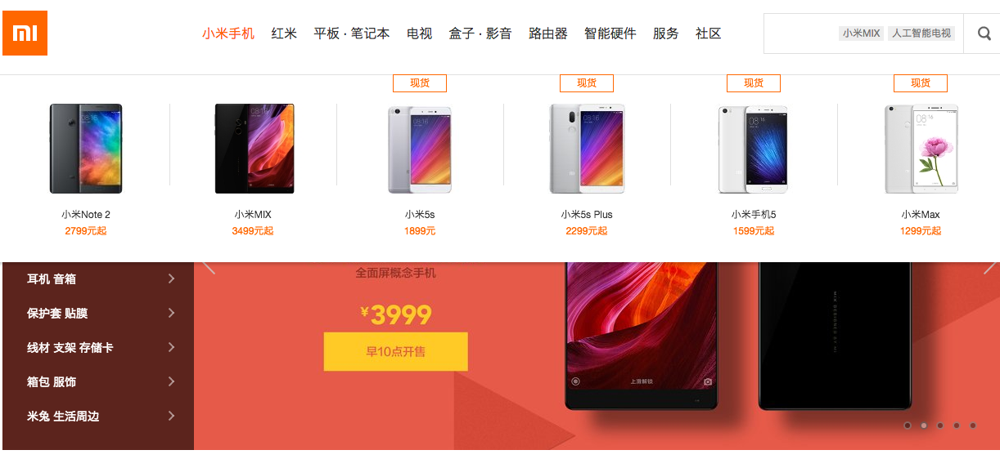 小米手机 红米 平板 · 笔记本 电视 盒子 · 影音 路由器 智能硬件 服务 社区 小米MIX 人工智能电视
现货 现货 现货 现货
小米Note 2 小米MIX 小米5s 小米5s Plus 小米手机5 小米Max
2799元起 3499元起 1899元 2299元起 1599元起 1299元起
耳机 音箱
保护套 贴膜
线材 支架 存储卡
箱包 服饰
米兔 生活周边
全面屏概念手机
¥3999
早10点开售
MIX DESIGNED BY MI
上滑解锁